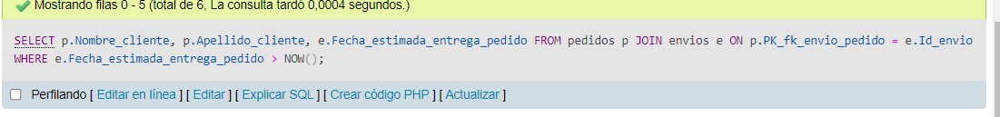 Mostrando filas 0 - 5 (total de 6, La consulta tardó 0,0004 segundos.)
SELECT p.Nombre_cliente, p.Apellido_cliente, e.Fecha_estimada_entrega_pedido FROM pedidos p JOIN envios e ON p.PK_fk_envio_pedido = e.Id_envio
WHERE e.Fecha_estimada_entrega_pedido > NOW();
Perfilando [ Editar en línea ] [ Editar ] [ Explicar SQL ] [ Crear código PHP ] [ Actualizar ]